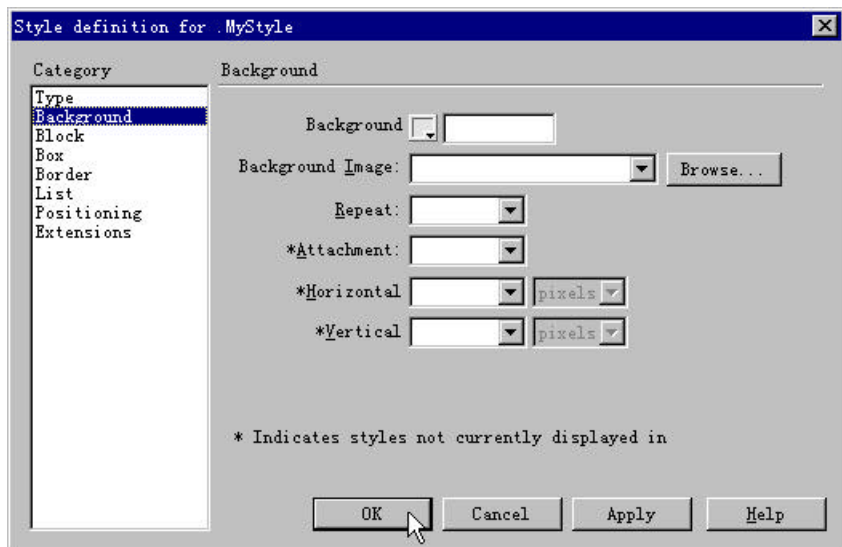 Style definition for .MyStyle
Category
Type
Background
Block
Box
Border
List
Positioning
Extensions
Background
Background
Background Image:
Browse...
Repeat:
*Attachment:
*Horizontal
pixels
*Vertical
pixels
* Indicates styles not currently displayed in
OK
Cancel
Apply
Help